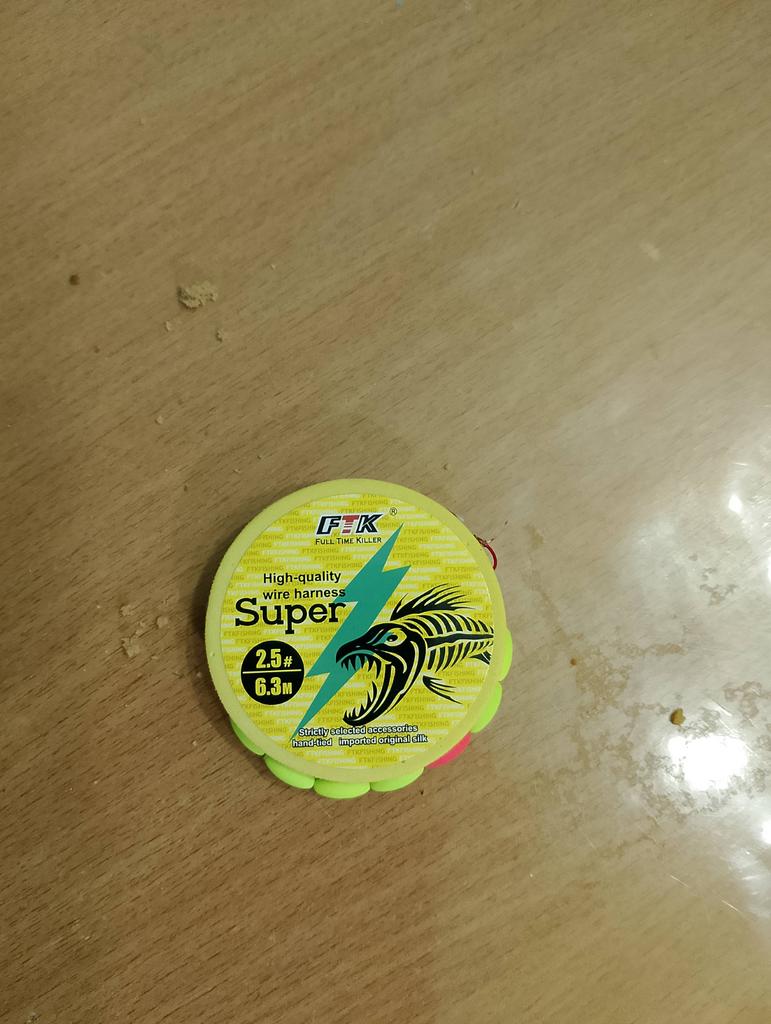 FTK®
FULL TIME KILLER
High-quality
wire harness
Super
2.5#
6.3M
Strictly selected accessories
hand-tied imported original silk
FTKFISHING